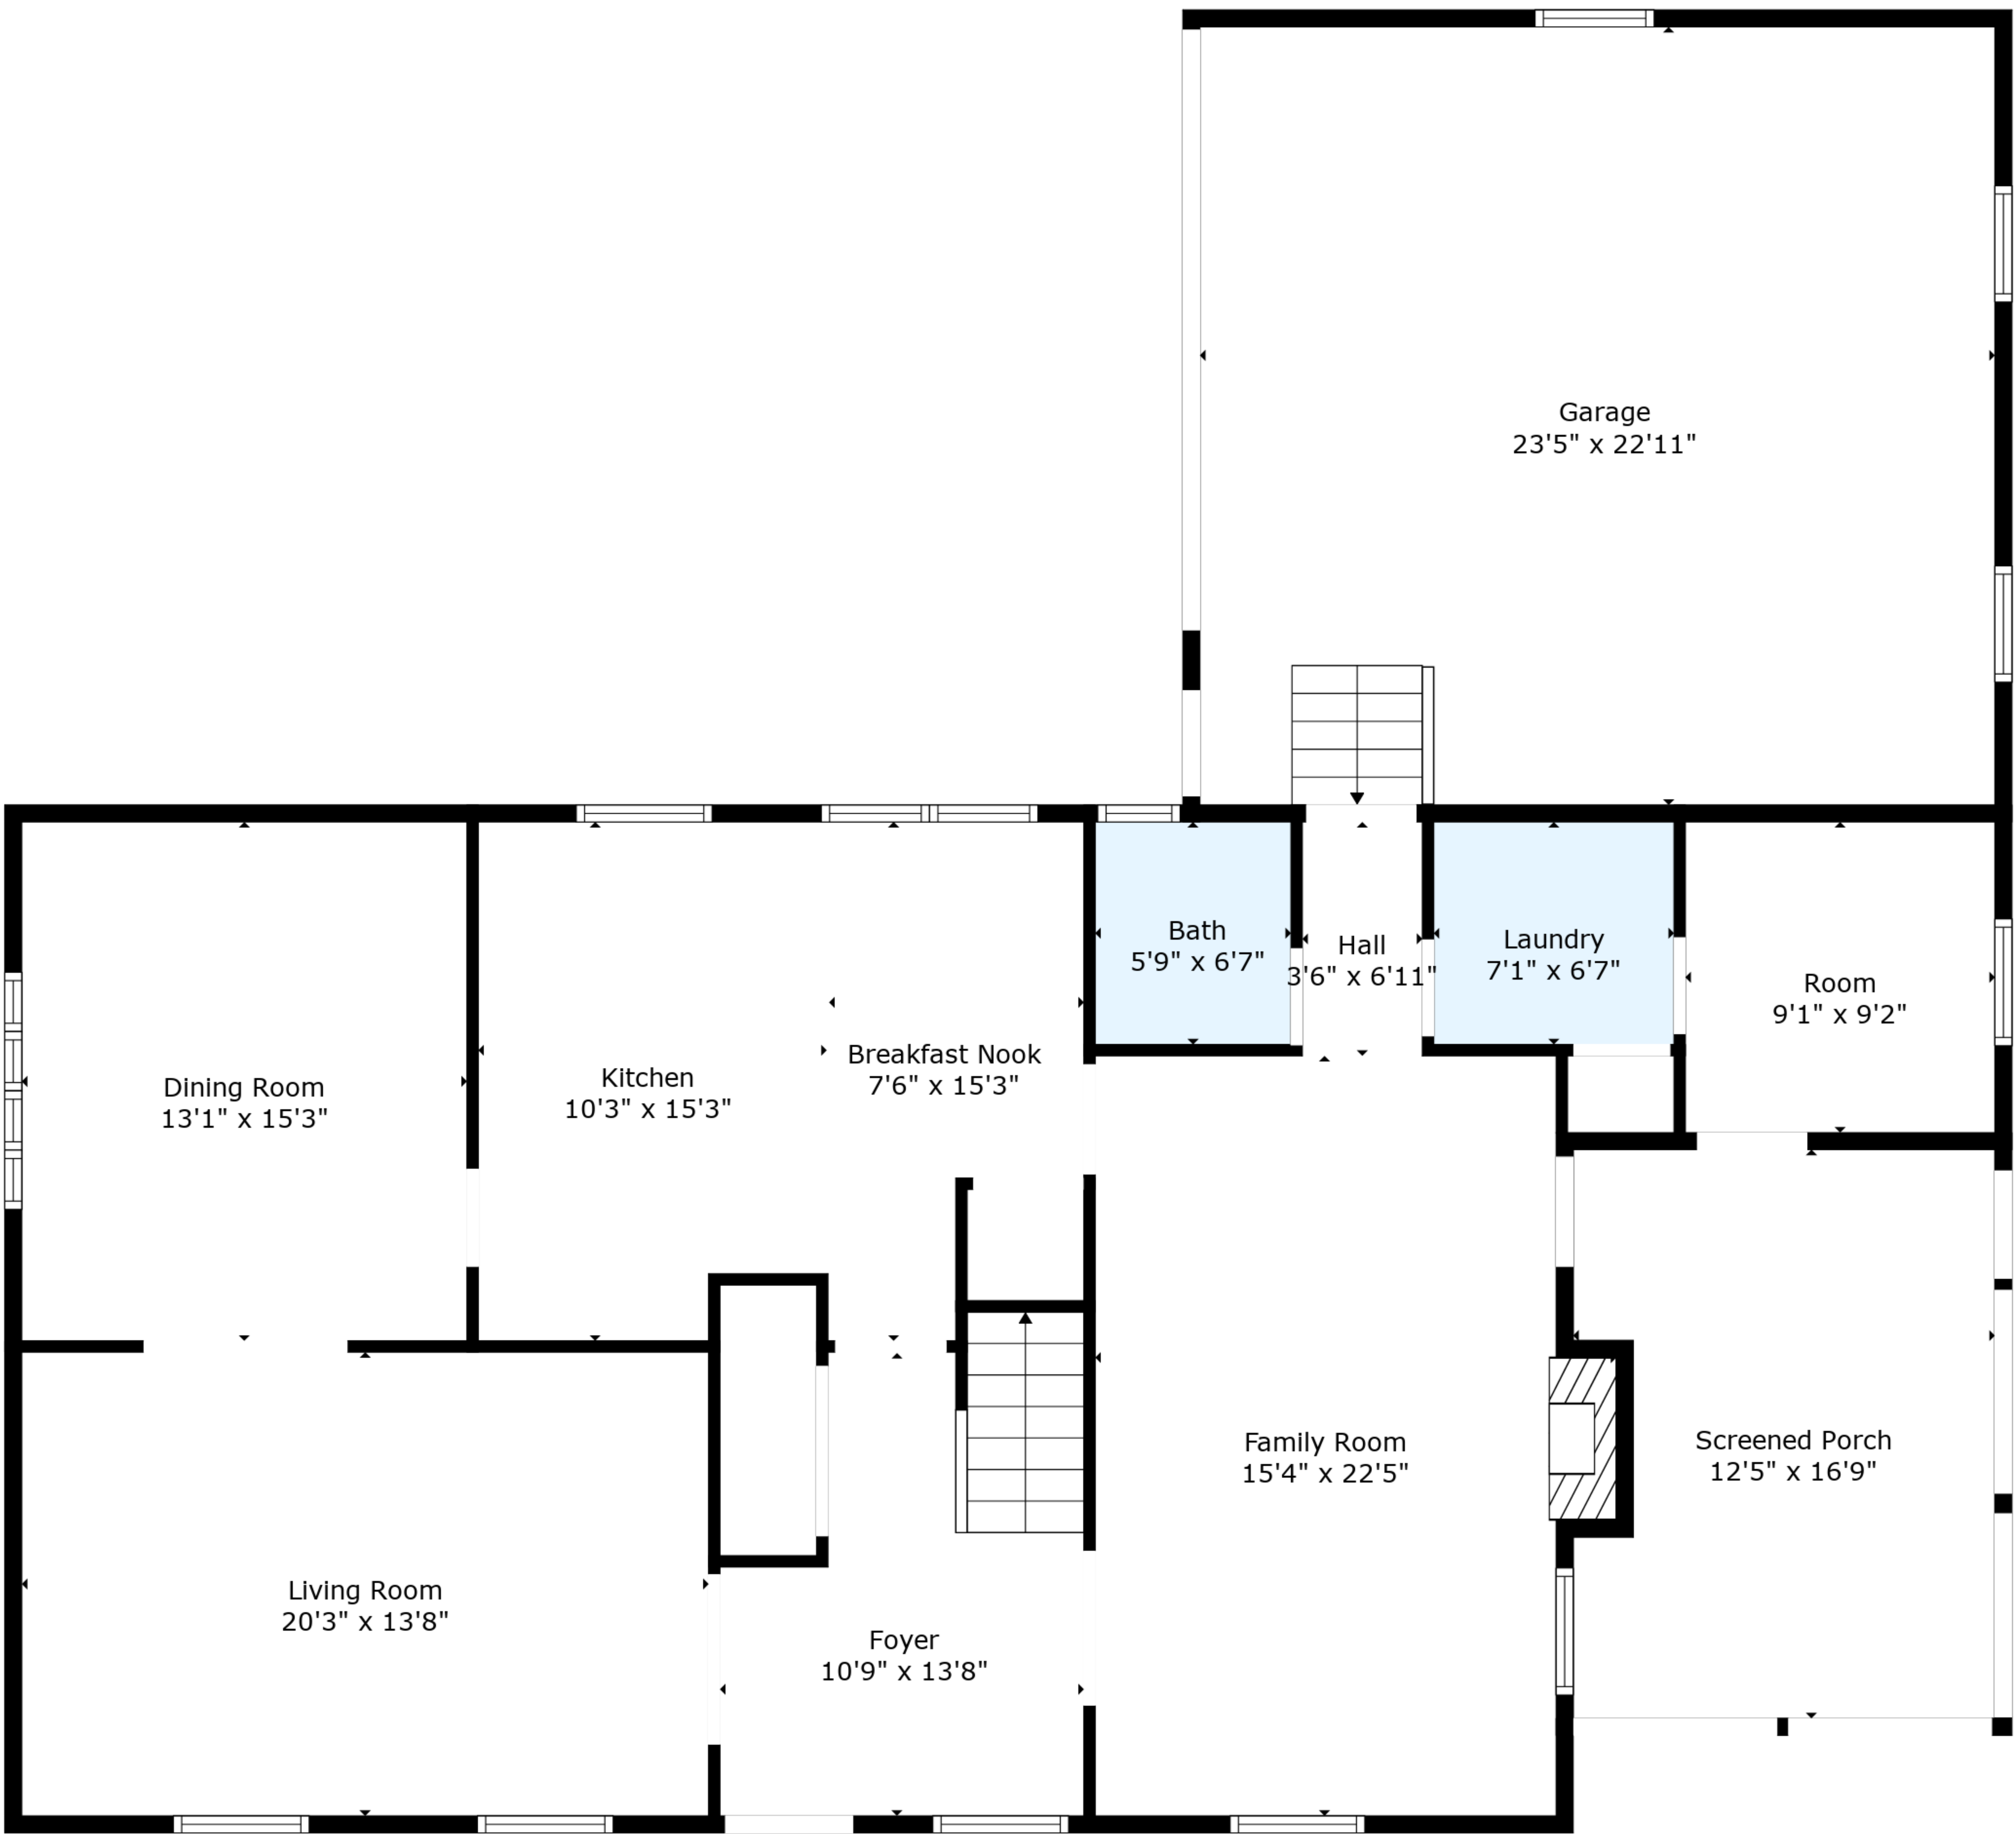 Garage
23'5" x 22'11"
Bath
5'9" x 6'7"
Hall
3'6" x 6'11"
Laundry
7'1" x 6'7"
Room
9'1" x 9'2"
Breakfast Nook
7'6" x 15'3"
Kitchen
10'3" x 15'3"
Dining Room
13'1" x 15'3"
Family Room
15'4" x 22'5"
Screened Porch
12'5" x 16'9"
Living Room
20'3" x 13'8"
Foyer
10'9" x 13'8"